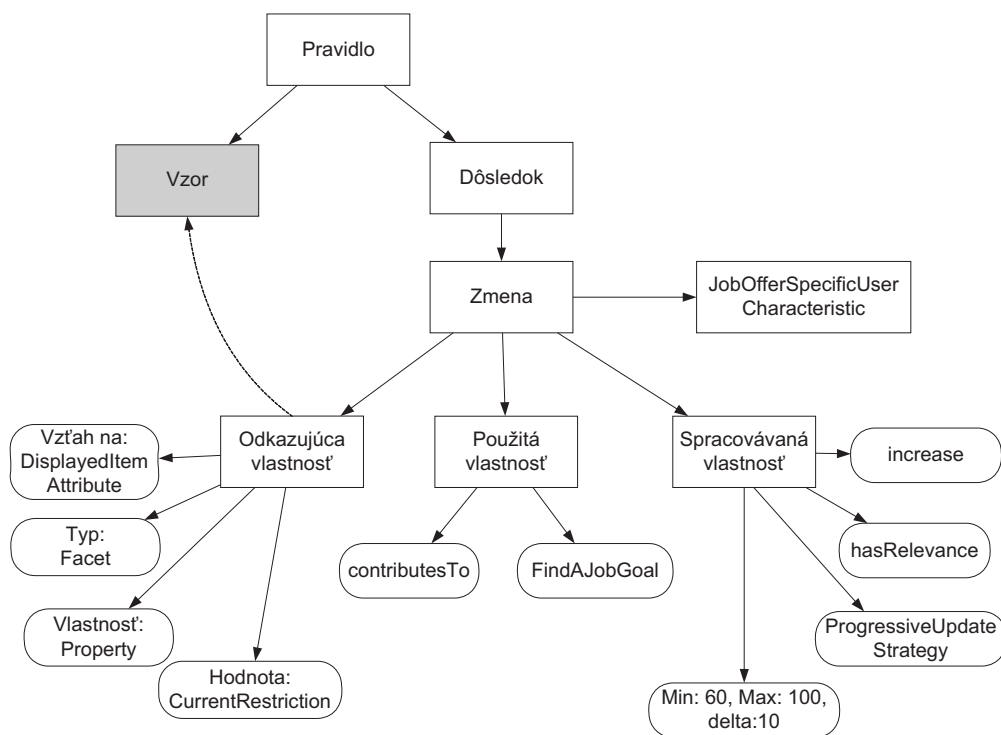 Pravidlo
Vzor
Dôsledok
Zmena
JobOfferSpecificUser
Characteristic
Odkazujúca
vlastnosť
Použitá
vlastnosť
Spracovávaná
vlastnosť
Vzťah na:
DisplayedItem
Attribute
increase
Typ:
Facet
contributesTo
FindAJobGoal
hasRelevance
Vlastnosť:
Property
ProgressiveUpdate
Strategy
Hodnota:
CurrentRestriction
Min: 60, Max: 100,
delta:10